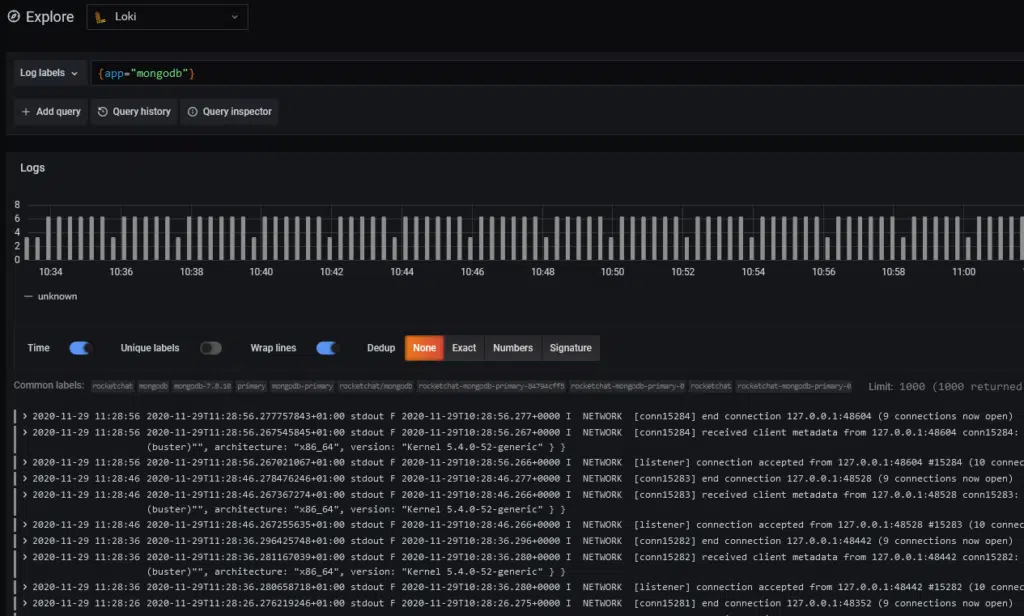 Explore Loki
Log labels {app="mongodb"}
+ Add query Query history Query inspector
Logs
8
6
4
2
0
10:34 10:36 10:38 10:40 10:42 10:44 10:46 10:48 10:50 10:52 10:54 10:56 10:58 11:00
unknown
Time Unique labels Wrap lines Dedup None Exact Numbers Signature
Common labels: rocketchat mongodb mongodb-7.8.10 primary mongodb-primary rocketchat/mongodb rocketchat-mongodb-primary-84794cff5 rocketchat-mongodb-primary-0 rocketchat rocketchat-mongodb-primary-0 Limit: 1000 (1000 returned
> 2020-11-29 11:28:56 2020-11-29T11:28:56.277757843+01:00 stdout F 2020-11-29T10:28:56.277+0000 I NETWORK [conn15284] end connection 127.0.0.1:48604 (9 connections now open)
> 2020-11-29 11:28:56 2020-11-29T11:28:56.267545845+01:00 stdout F 2020-11-29T10:28:56.267+0000 I NETWORK [conn15284] received client metadata from 127.0.0.1:48604 conn15284:
(buster)"", architecture: "x86_64", version: "Kernel 5.4.0-52-generic" } }
> 2020-11-29 11:28:56 2020-11-29T11:28:56.267021067+01:00 stdout F 2020-11-29T10:28:56.266+0000 I NETWORK [listener] connection accepted from 127.0.0.1:48604 #15284 (10 connec
> 2020-11-29 11:28:46 2020-11-29T11:28:46.278476246+01:00 stdout F 2020-11-29T10:28:46.277+0000 I NETWORK [conn15283] end connection 127.0.0.1:48528 (9 connections now open)
> 2020-11-29 11:28:46 2020-11-29T11:28:46.267367274+01:00 stdout F 2020-11-29T10:28:46.266+0000 I NETWORK [conn15283] received client metadata from 127.0.0.1:48528 conn15283:
(buster)"", architecture: "x86_64", version: "Kernel 5.4.0-52-generic" } }
> 2020-11-29 11:28:46 2020-11-29T11:28:46.267255635+01:00 stdout F 2020-11-29T10:28:46.266+0000 I NETWORK [listener] connection accepted from 127.0.0.1:48528 #15283 (10 connec
> 2020-11-29 11:28:36 2020-11-29T11:28:36.296425748+01:00 stdout F 2020-11-29T10:28:36.296+0000 I NETWORK [conn15282] end connection 127.0.0.1:48442 (9 connections now open)
> 2020-11-29 11:28:36 2020-11-29T11:28:36.281167039+01:00 stdout F 2020-11-29T10:28:36.280+0000 I NETWORK [conn15282] received client metadata from 127.0.0.1:48442 conn15282:
(buster)"", architecture: "x86_64", version: "Kernel 5.4.0-52-generic" } }
> 2020-11-29 11:28:36 2020-11-29T11:28:36.280658718+01:00 stdout F 2020-11-29T10:28:36.280+0000 I NETWORK [listener] connection accepted from 127.0.0.1:48442 #15282 (10 connec
> 2020-11-29 11:28:26 2020-11-29T11:28:26.276219246+01:00 stdout F 2020-11-29T10:28:26.275+0000 I NETWORK [conn15281] end connection 127.0.0.1:48352 (9 connections now open)